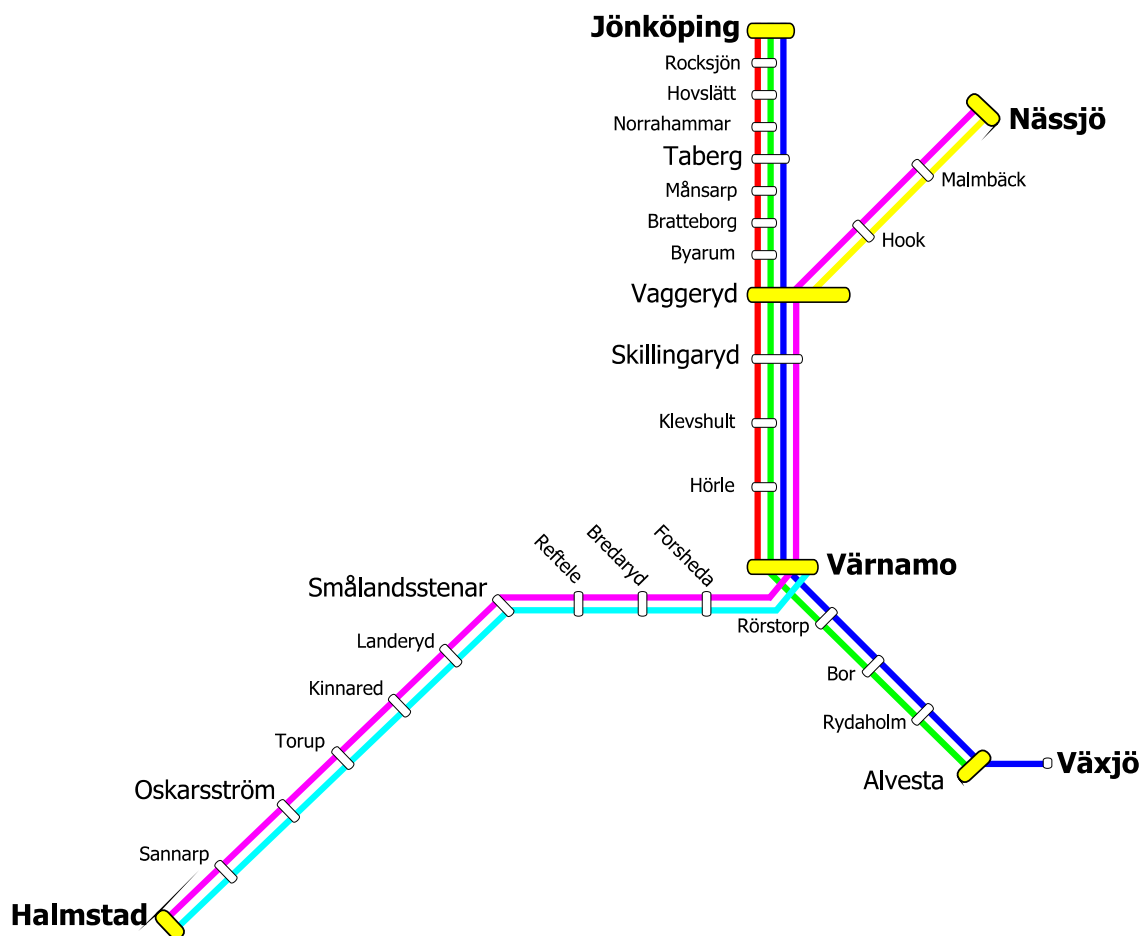 Jönköping
Rocksjön
Hovslätt
Nässjö
Norrahammar
Taberg
Malmbäck
Månsarp
Bratteborg
Hook
Byarum
Vaggeryd
Skillingaryd
Klevshult
Hörle
Forsheda
Bredaryd
Reftele
Värnamo
Smålandsstenar
Rörstorp
Landeryd
Bor
Kinnared
Rydaholm
Torup
Växjö
Alvesta
Oskarsström
Sannarp
Halmstad